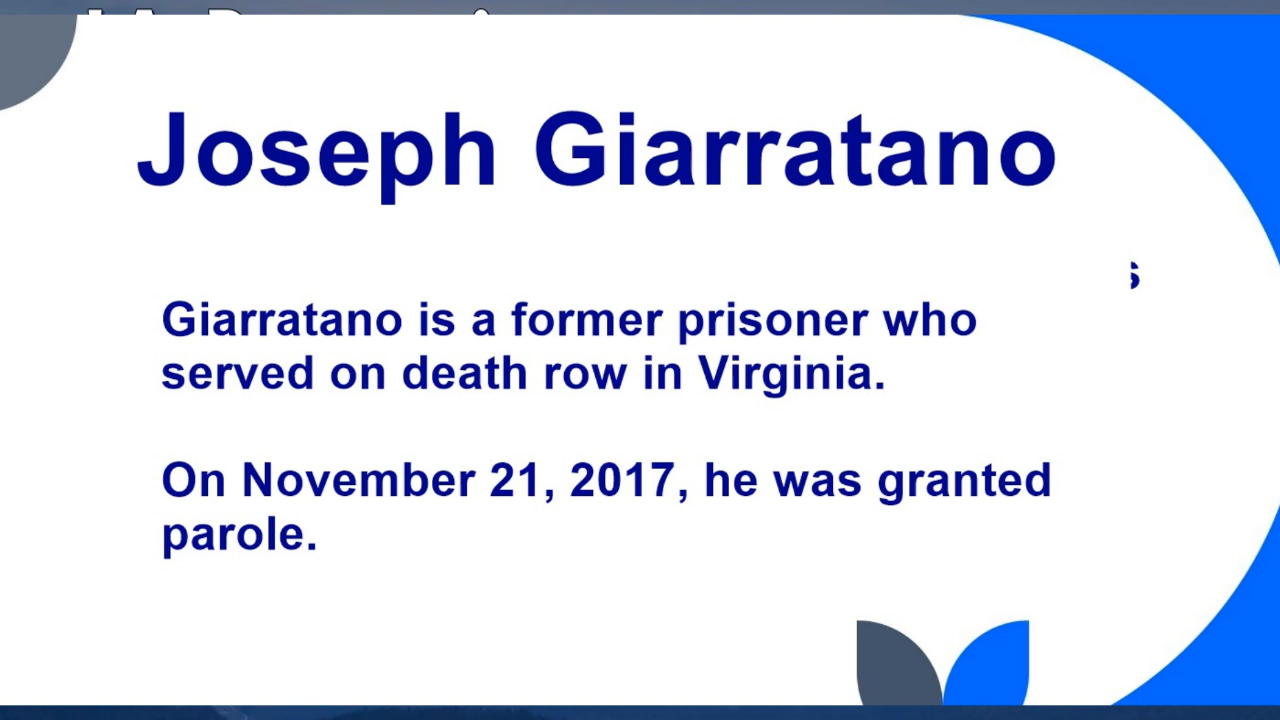 Joseph Giarratano
s
Giarratano is a former prisoner who
served on death row in Virginia.
On November 21, 2017, he was granted
parole.